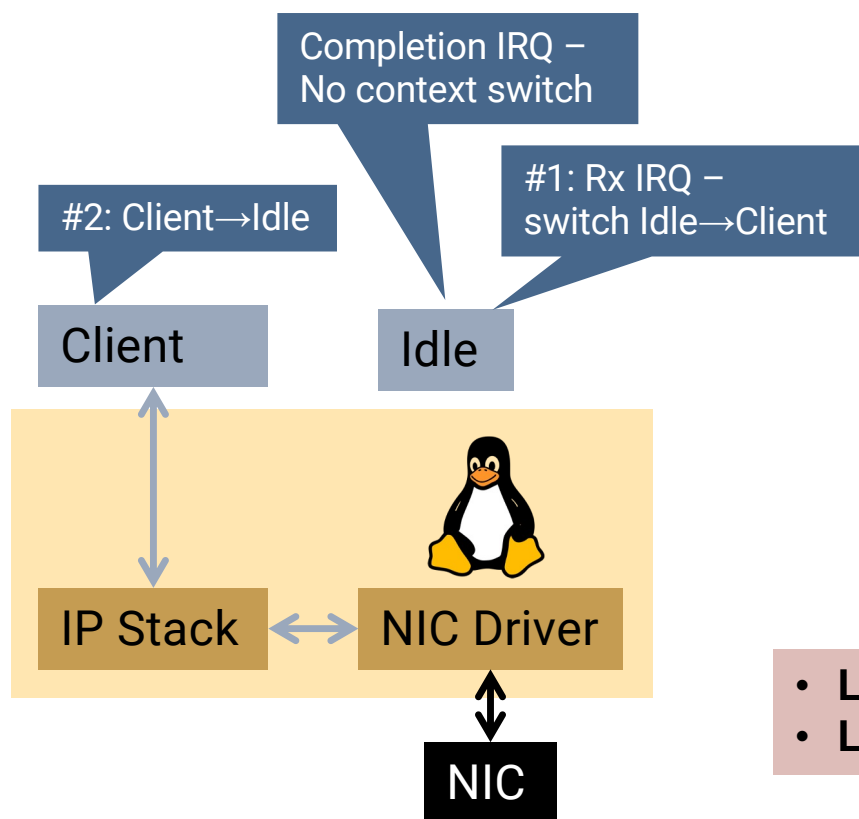 Completion IRQ –
No context switch
#1: Rx IRQ –
switch Idle→Client
#2: Client→Idle
Client
Idle
IP Stack
NIC Driver
NIC
• L
• L